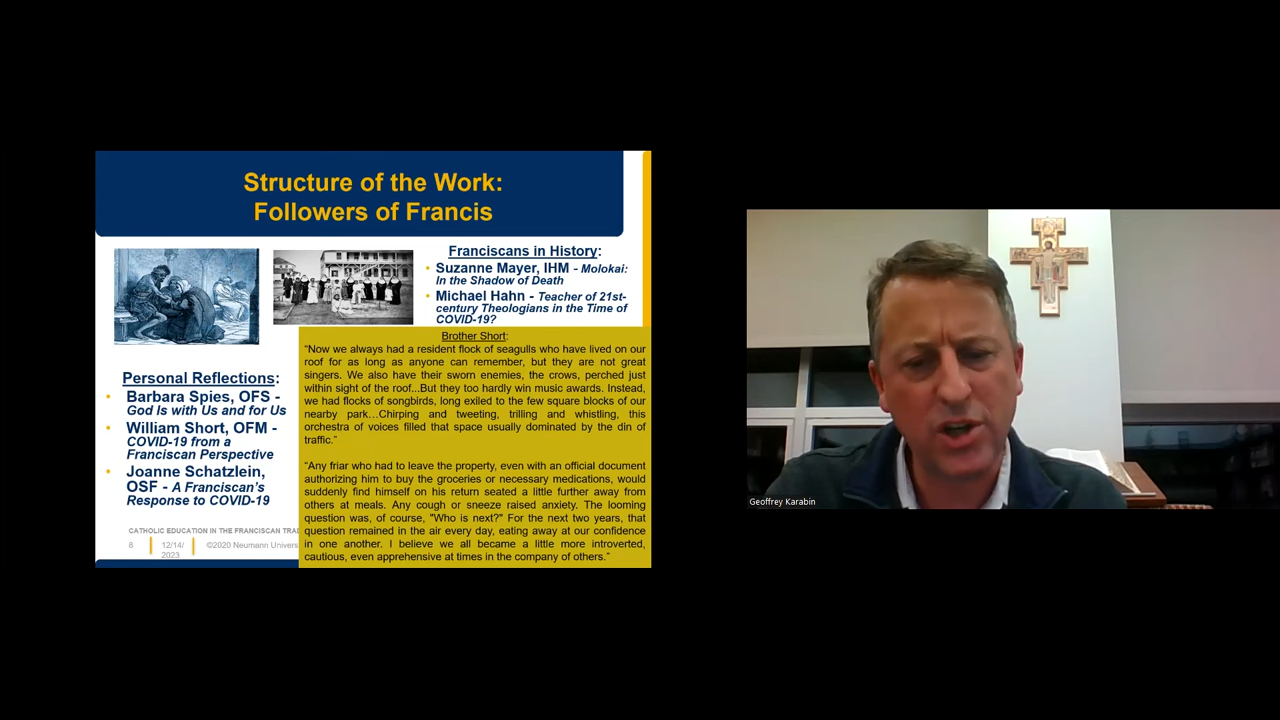 Structure of the Work:
Followers of Francis
Franciscans in History:
• Suzanne Mayer, IHM - Molokai:
In the Shadow of Death
• Michael Hahn - Teacher of 21st-
century Theologians in the Time of
COVID-19?
Personal Reflections:
• Barbara Spies, OFS -
God Is with Us and for Us
• William Short, OFM -
COVID-19 from a
Franciscan Perspective
• Joanne Schatzlein,
OSF - A Franciscan's
Response to COVID-19
Brother Short:
“Now we always had a resident flock of seagulls who have lived on our
roof for as long as anyone can remember, but they are not great
singers. We also have their sworn enemies, the crows, perched just
within sight of the roof...But they too hardly win music awards. Instead,
we had flocks of songbirds, long exiled to the few square blocks of our
nearby park…Chirping and tweeting, trilling and whistling, this
orchestra of voices filled that space usually dominated by the din of
traffic.”
“Any friar who had to leave the property, even with an official document
authorizing him to buy the groceries or necessary medications, would
suddenly find himself on his return seated a little further away from
others at meals. Any cough or sneeze raised anxiety. The looming
question was, of course, "Who is next?" For the next two years, that
question remained in the air every day, eating away at our confidence
in one another. I believe we all became a little more introverted,
cautious, even apprehensive at times in the company of others.”
CATHOLIC EDUCATION IN THE FRANCISCAN TRA
8
12/14/
2023
©2020 Neumann Univers
Geoffrey Karabin